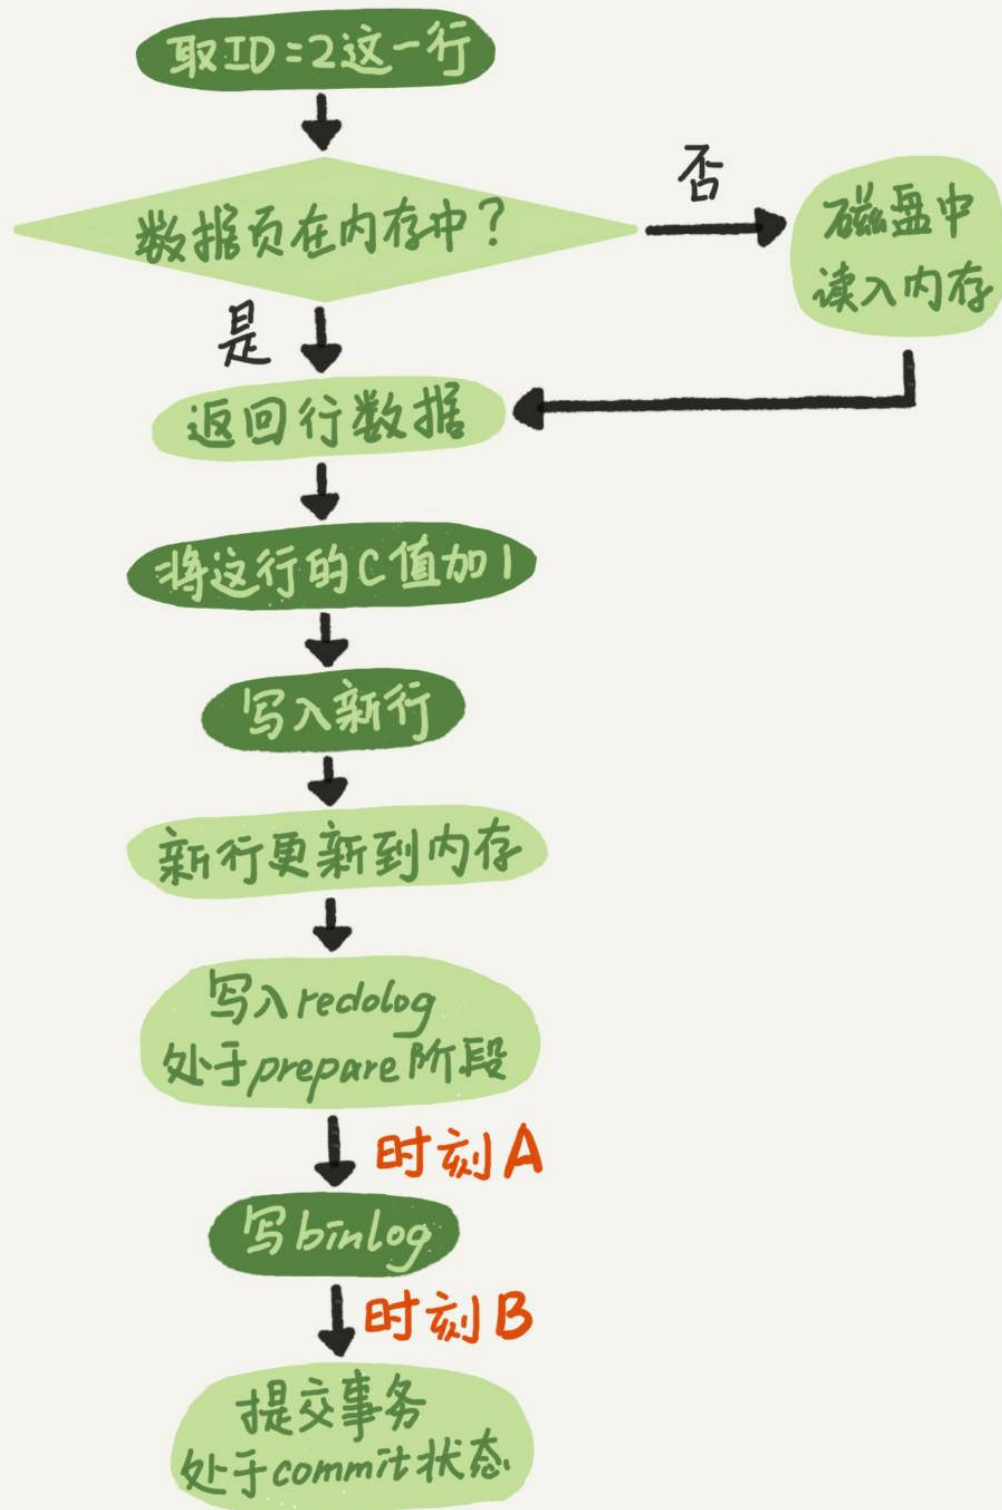 取ID=2这一行
数据页在内存中？
否
磁盘中
读入内存
是
返回行数据
将这行的C值加1
写入新行
新行更新到内存
写入redolog
处于prepare阶段
时刻A
写binlog
时刻B
提交事务
处于commit状态